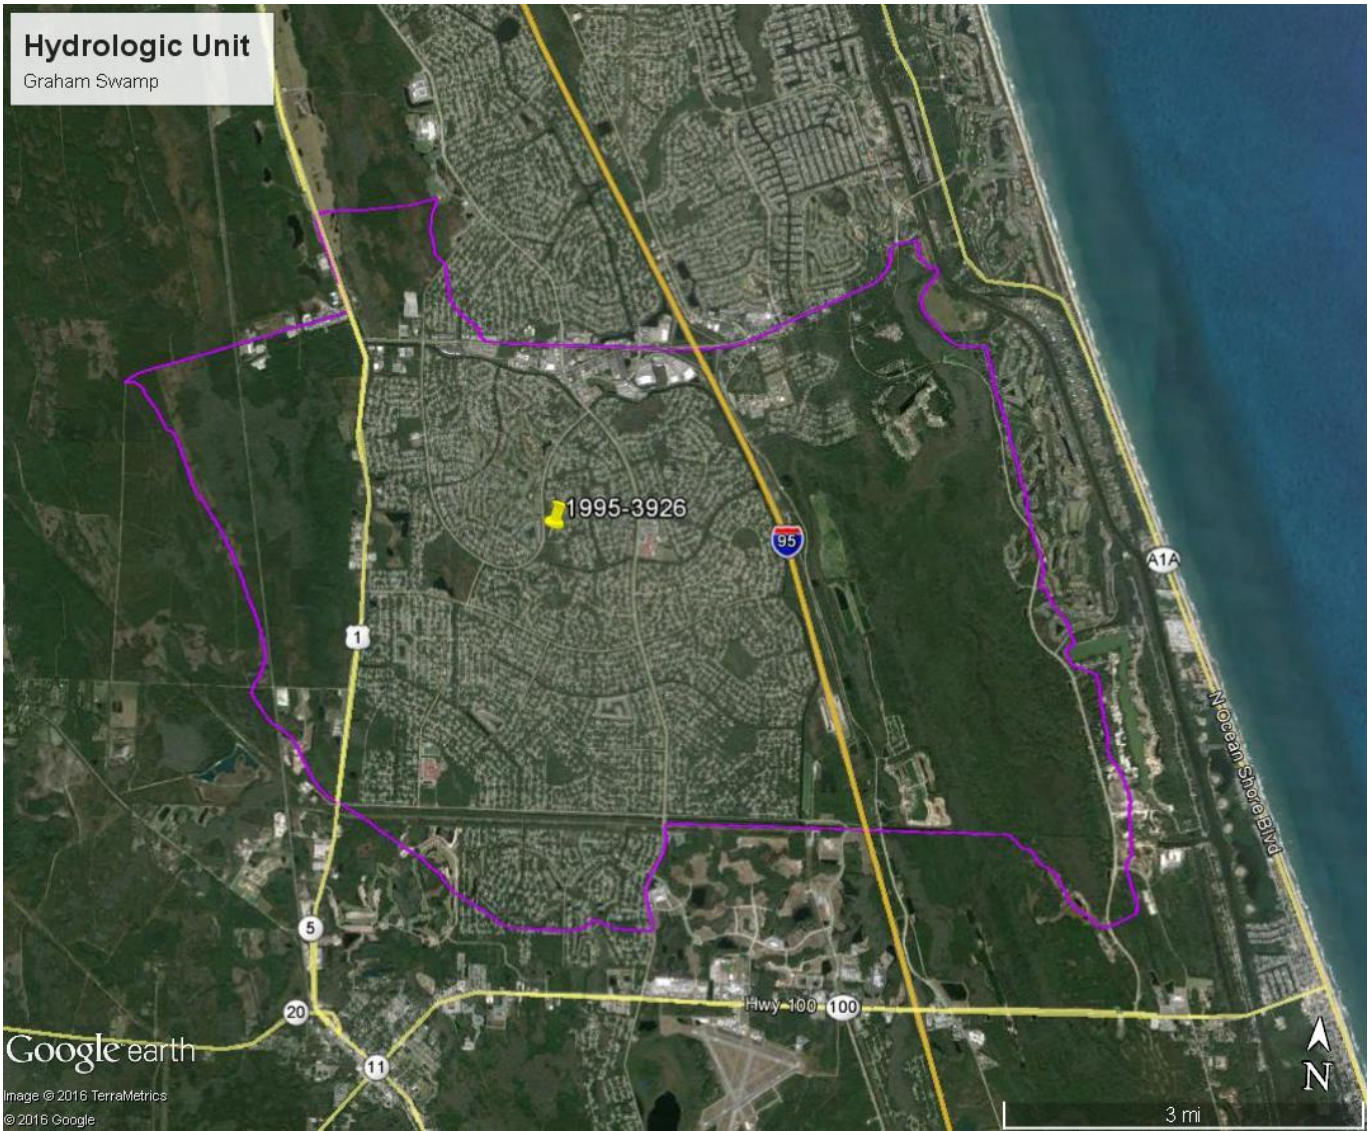 Hydrologic Unit
Graham Swamp
1995-3926
95
A1A
1
N Ocean Shore Blvd
5
Hwy 100
100
20
11
Google earth
Image © 2016 TerraMetrics
© 2016 Google
N
3 mi